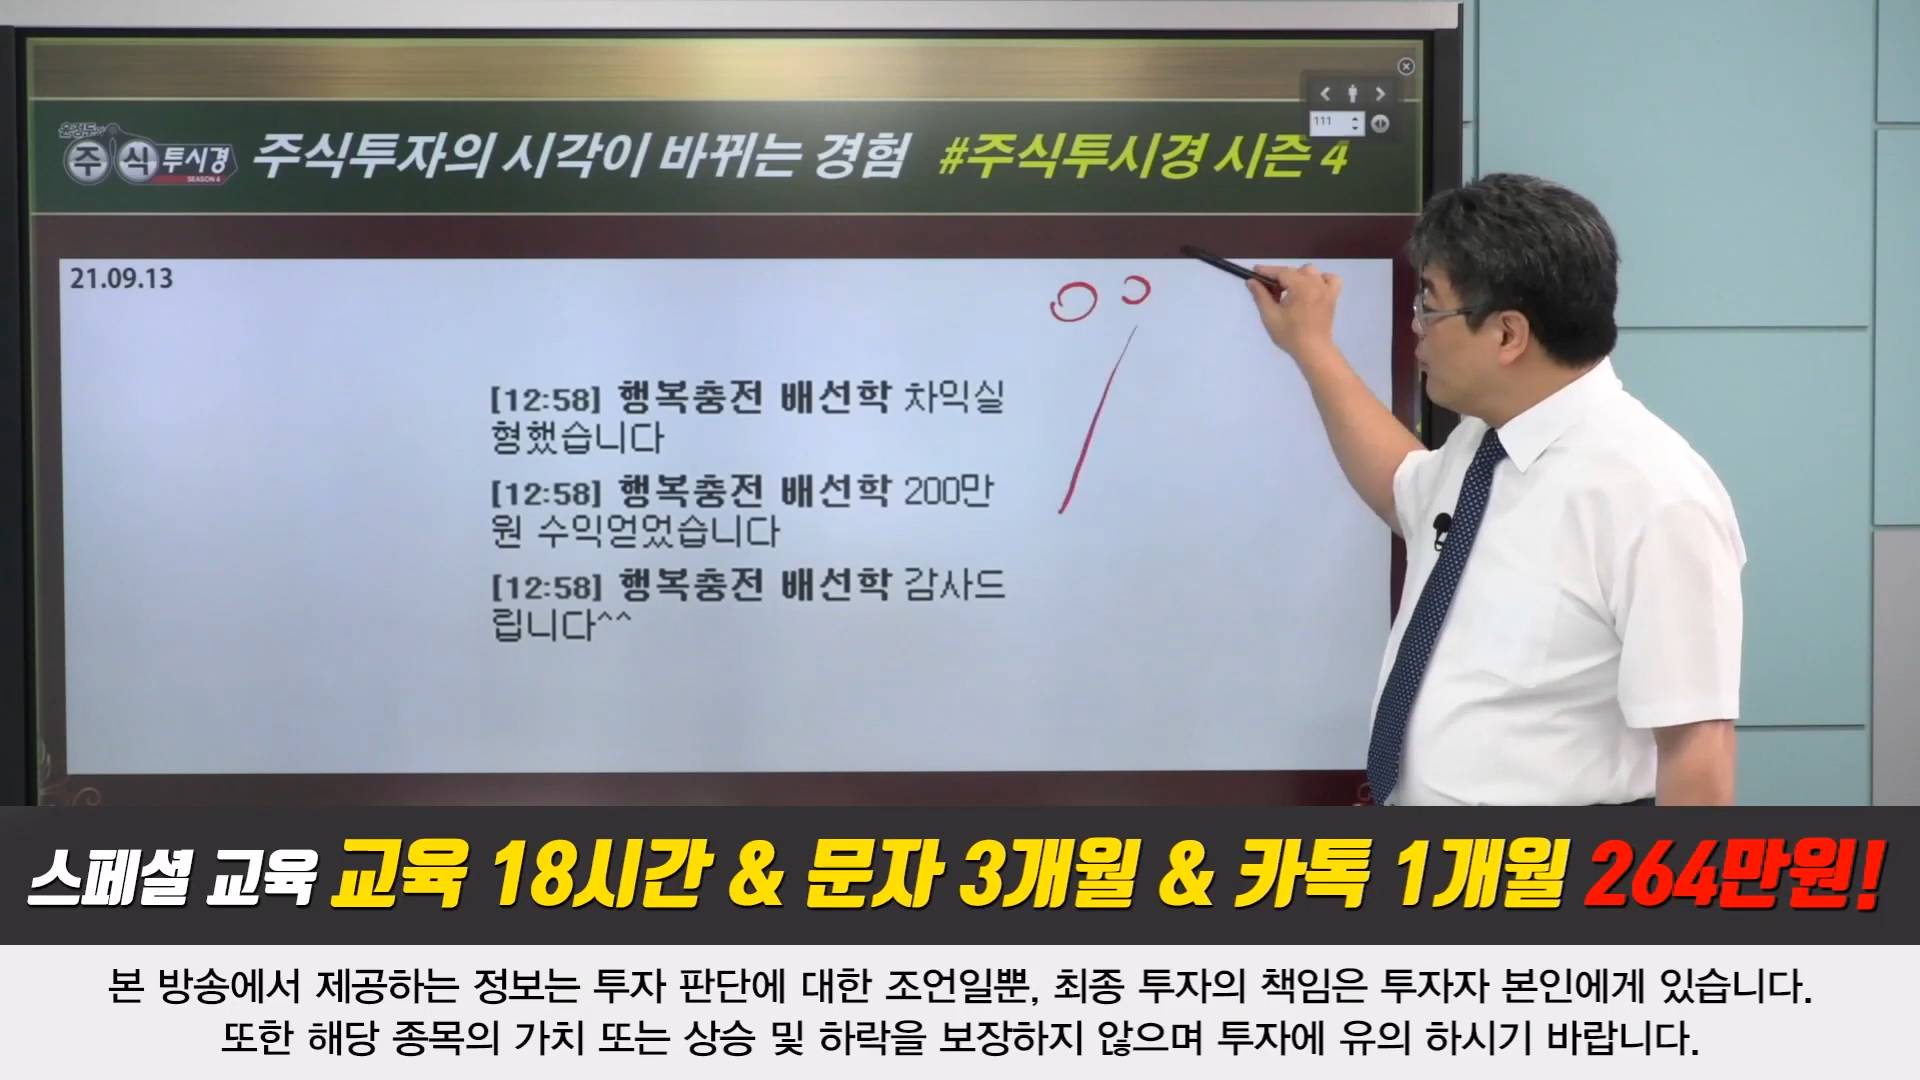 윤정두의
주식투시경
SEASON 4
주식투자의 시각이 바뀌는 경험 #주식투시경 시즌 4
111
21.09.13
[12:58] 행복충전 배선학 차익실
형했습니다
[12:58] 행복충전 배선학 200만
원 수익얻었습니다
[12:58] 행복충전 배선학 감사드
립니다^^
스페셜 교육 교육 18시간 & 문자 3개월 & 카톡 1개월 264만원!
본 방송에서 제공하는 정보는 투자 판단에 대한 조언일뿐, 최종 투자의 책임은 투자자 본인에게 있습니다.
또한 해당 종목의 가치 또는 상승 및 하락을 보장하지 않으며 투자에 유의 하시기 바랍니다.